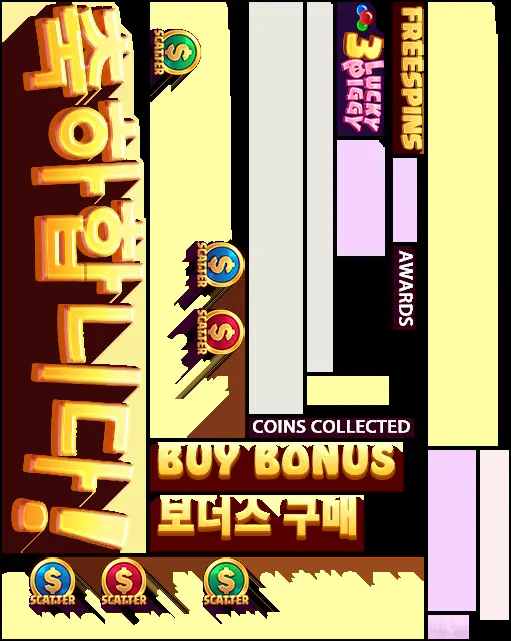 축하합니다!
SCATTER
3 LUCKY
PIGGY
FREESPINS
SCATTER
AWARDS
SCATTER
COINS COLLECTED
BUY BONUS
보너스 구매
SCATTER
SCATTER
SCATTER